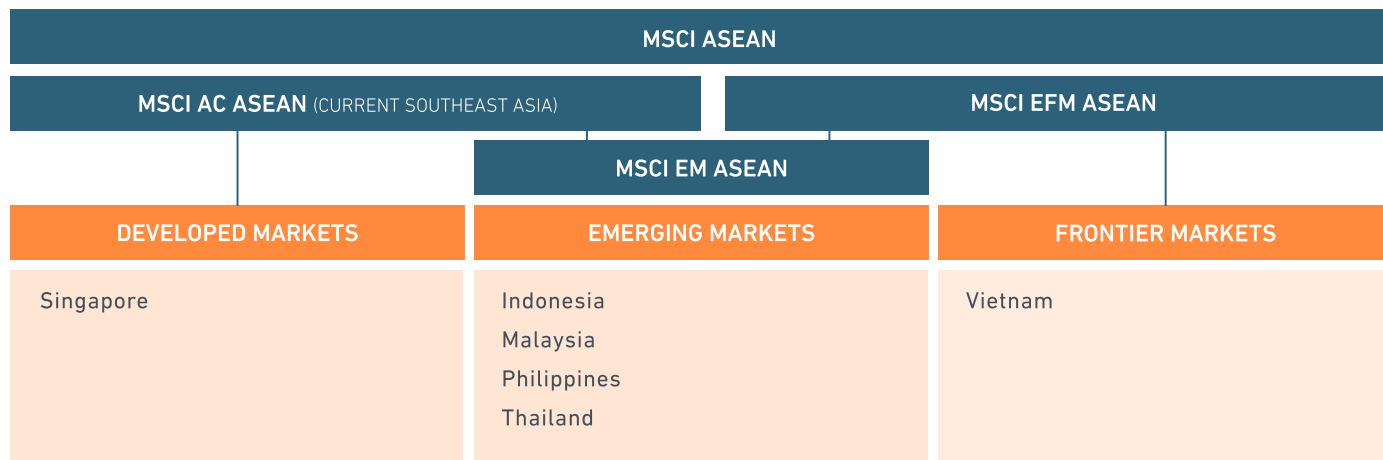 MSCI ASEAN
MSCI AC ASEAN (CURRENT SOUTHEAST ASIA)
MSCI EFM ASEAN
MSCI EM ASEAN
DEVELOPED MARKETS
EMERGING MARKETS
FRONTIER MARKETS
Singapore
Indonesia
Malaysia
Philippines
Thailand
Vietnam